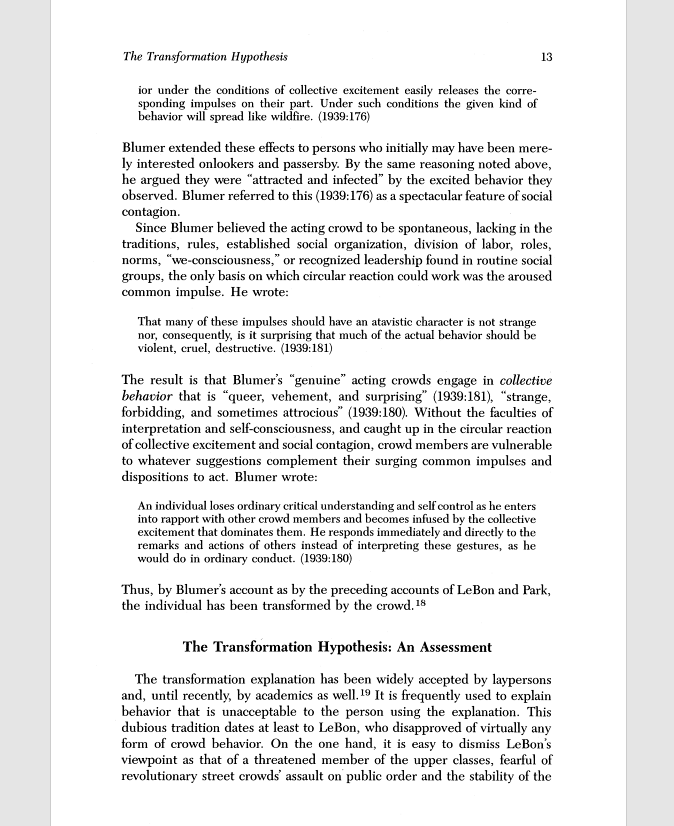 The Transformation Hypothesis 13
ior under the conditions of collective excitement easily releases the corre-
sponding impulses on their part. Under such conditions the given kind of
behavior will spread like wildfire. (1939:176)
Blumer extended these effects to persons who initially may have been mere-
ly interested onlookers and passersby. By the same reasoning noted above,
he argued they were “attracted and infected” by the excited behavior they
observed. Blumer referred to this (1939:176) as a spectacular feature of social
contagion.
Since Blumer believed the acting crowd to be spontaneous, lacking in the
traditions, rules, established social organization, division of labor, roles,
norms, “we-consciousness,” or recognized leadership found in routine social
groups, the only basis on which circular reaction could work was the aroused
common impulse. He wrote:
That many of these impulses should have an atavistic character is not strange
nor, consequently, is it surprising that much of the actual behavior should be
violent, cruel, destructive. (1939:181)
The result is that Blumer’s “genuine” acting crowds engage in collective
behavior that is “queer, vehement, and surprising” (1939:181), “strange,
forbidding, and sometimes attrocious” (1939:180). Without the faculties of
interpretation and self-consciousness, and caught up in the circular reaction
of collective excitement and social contagion, crowd members are vulnerable
to whatever suggestions complement their surging common impulses and
dispositions to act. Blumer wrote:
An individual loses ordinary critical understanding and self control as he enters
into rapport with other crowd members and becomes infused by the collective
excitement that dominates them. He responds immediately and directly to the
remarks and actions of others instead of interpreting these gestures, as he
would do in ordinary conduct. (1939:180)
Thus, by Blumer’s account as by the preceding accounts of LeBon and Park,
the individual has been transformed by the crowd.18
The Transformation Hypothesis: An Assessment
The transformation explanation has been widely accepted by laypersons
and, until recently, by academics as well.19 It is frequently used to explain
behavior that is unacceptable to the person using the explanation. This
dubious tradition dates at least to LeBon, who disapproved of virtually any
form of crowd behavior. On the one hand, it is easy to dismiss LeBon’s
viewpoint as that of a threatened member of the upper classes, fearful of
revolutionary street crowds’ assault on public order and the stability of the